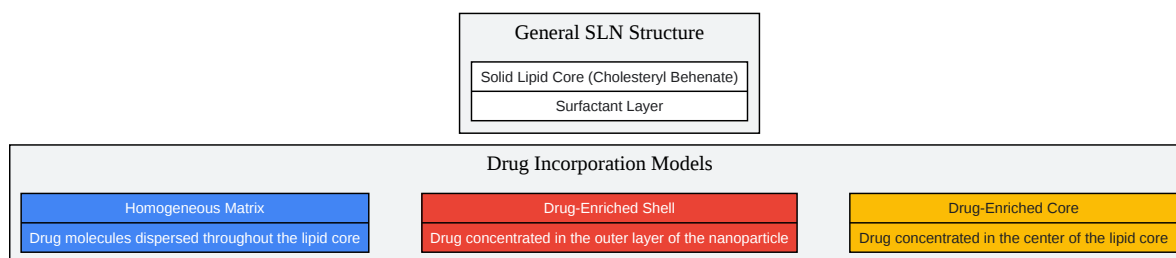 General SLN Structure
Solid Lipid Core (Cholesteryl Behenate)
Surfactant Layer
Drug Incorporation Models
Homogeneous Matrix
Drug molecules dispersed throughout the lipid core
Drug-Enriched Shell
Drug concentrated in the outer layer of the nanoparticle
Drug-Enriched Core
Drug concentrated in the center of the lipid core